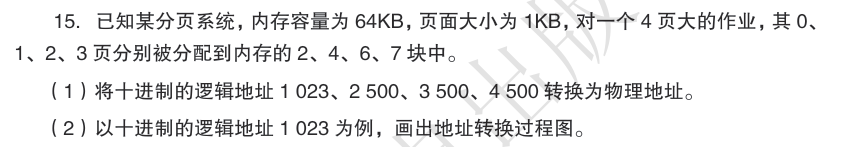 15. 已知某分页系统，内存容量为 64KB，页面大小为 1KB，对一个 4 页大的作业，其 0、
1、2、3 页分别被分配到内存的 2、4、6、7 块中。
（1）将十进制的逻辑地址 1 023、2 500、3 500、4 500 转换为物理地址。
（2）以十进制的逻辑地址 1 023 为例，画出地址转换过程图。